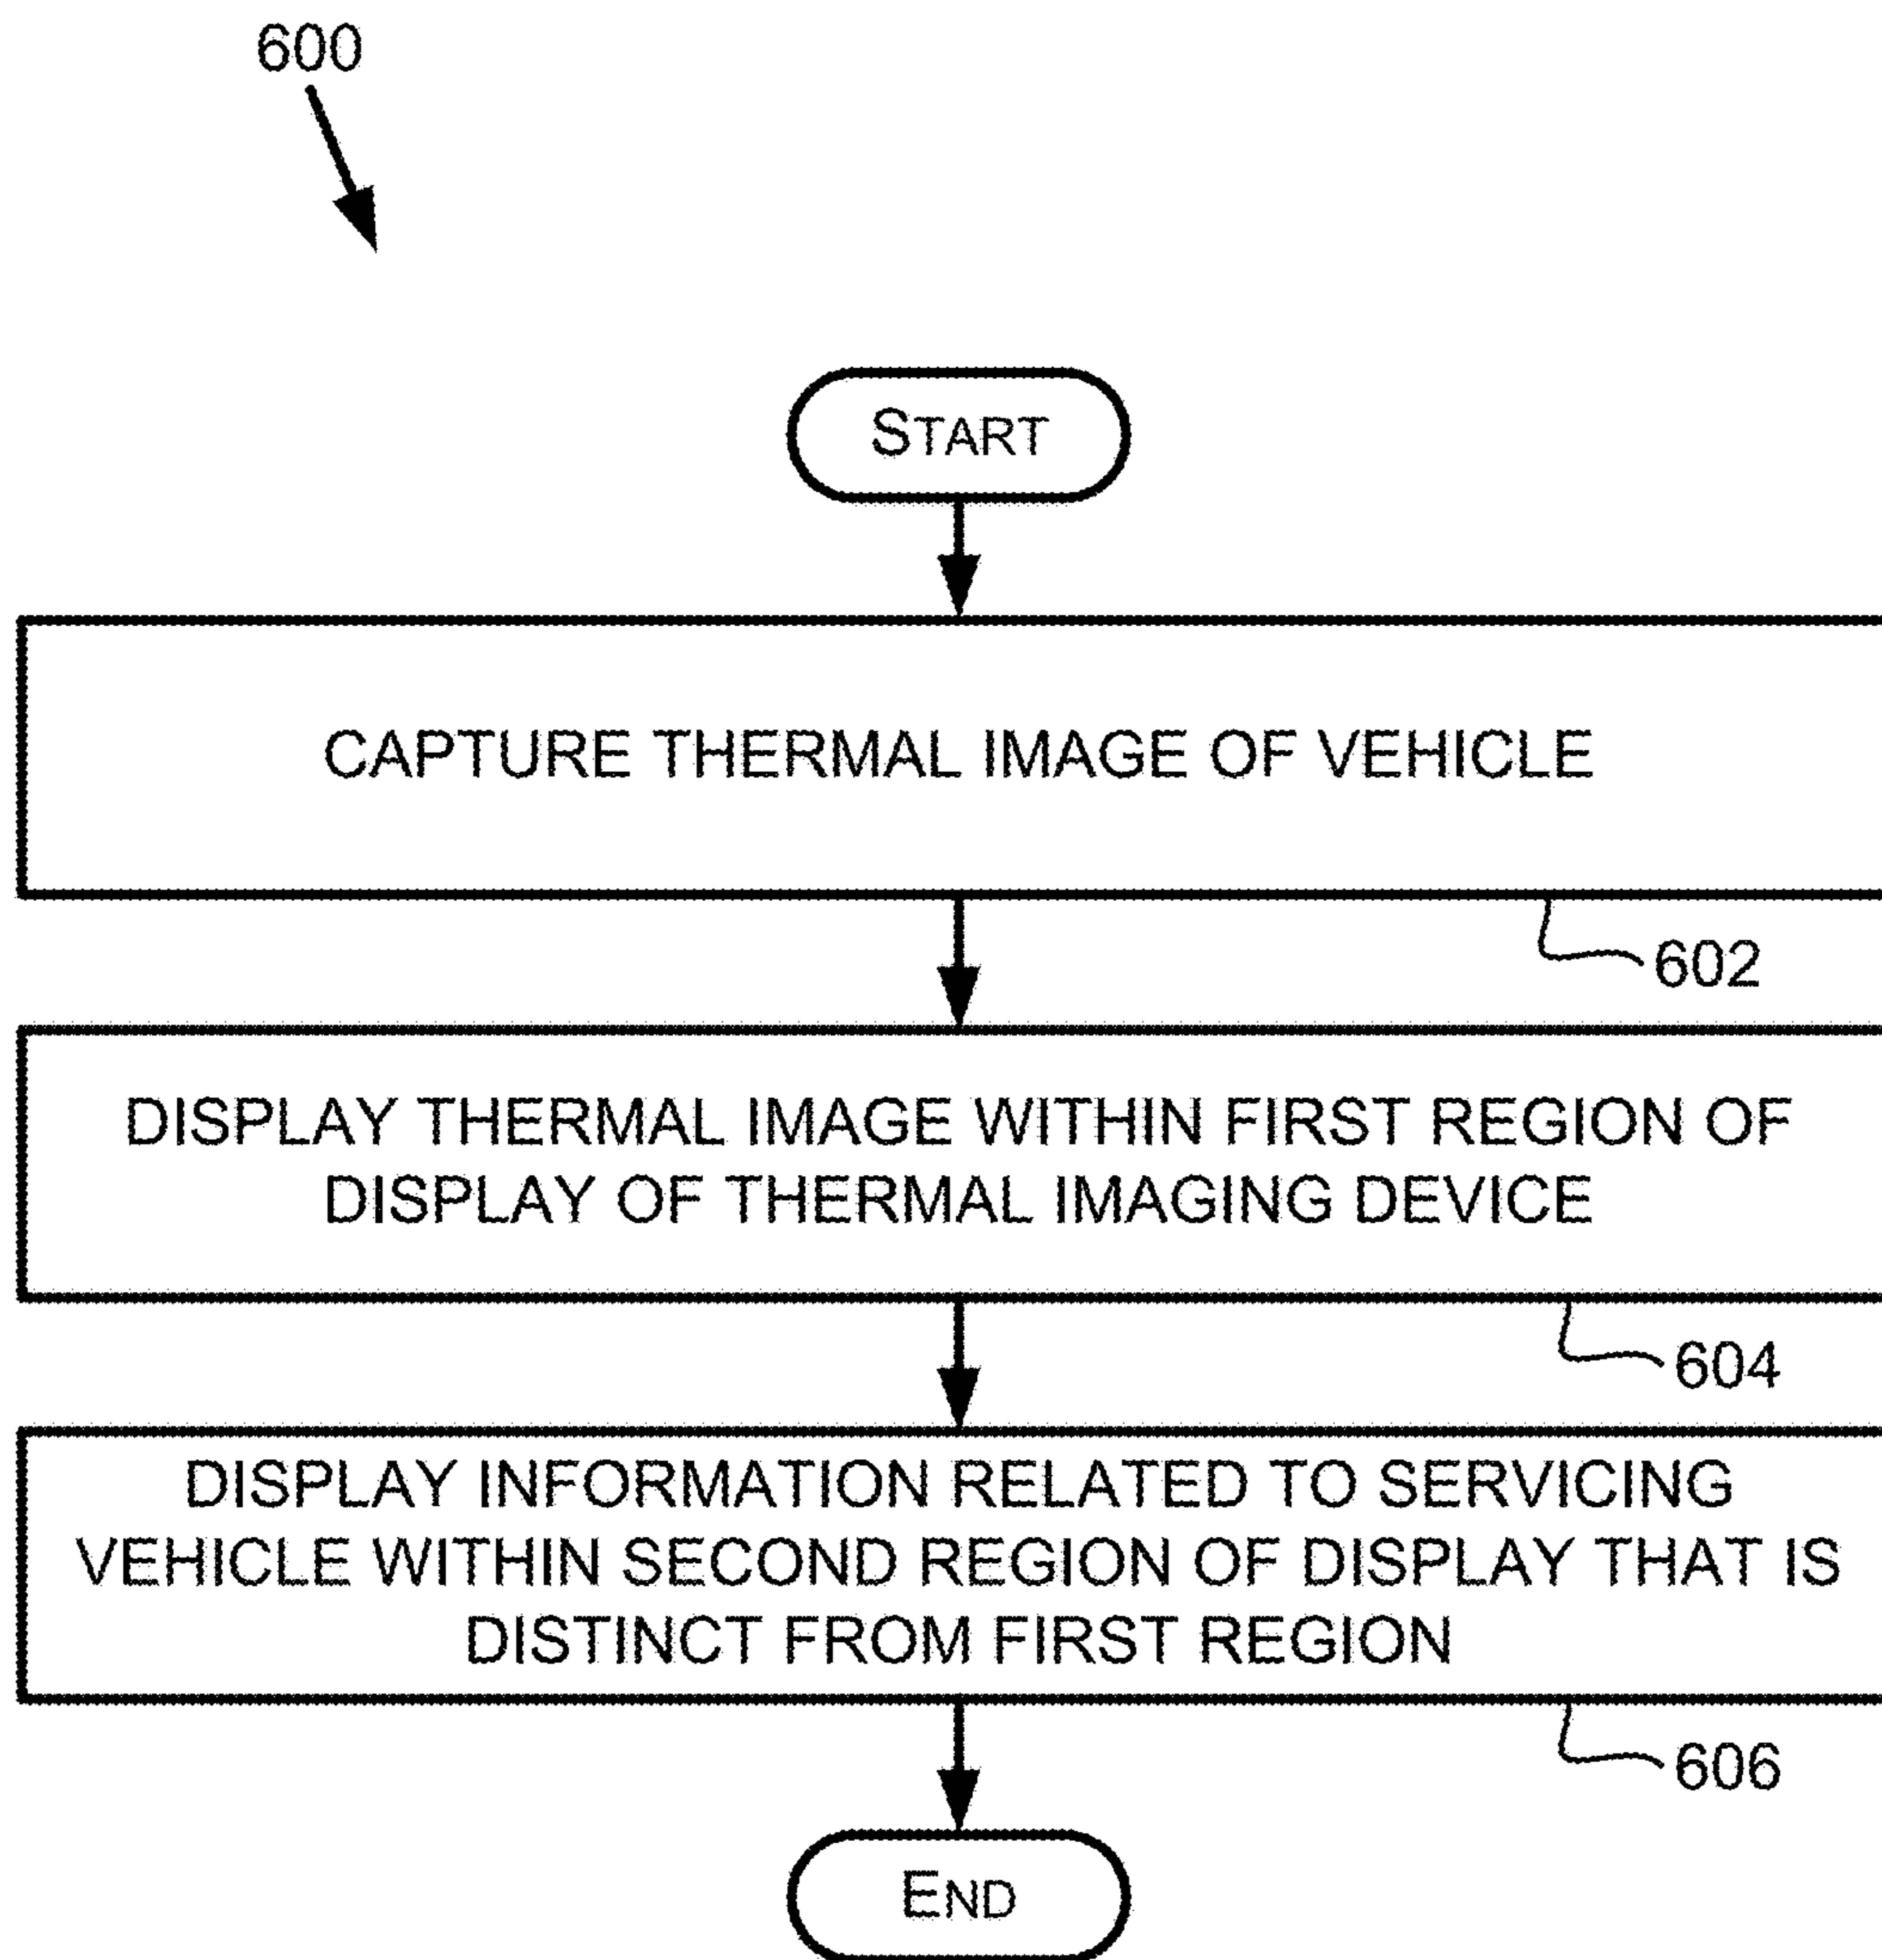 600
START
CAPTURE THERMAL IMAGE OF VEHICLE
602
DISPLAY THERMAL IMAGE WITHIN FIRST REGION OF
DISPLAY OF THERMAL IMAGING DEVICE
604
DISPLAY INFORMATION RELATED TO SERVICING
VEHICLE WITHIN SECOND REGION OF DISPLAY THAT IS
DISTINCT FROM FIRST REGION
606
END